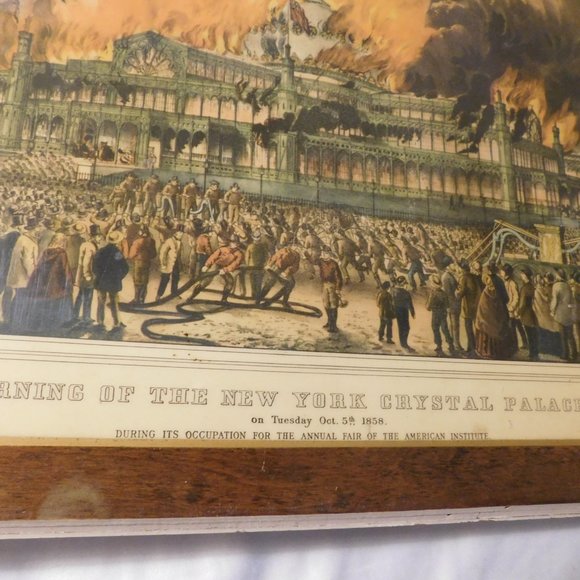 RNING OF THE NEW YORK CRYSTAL PALAC
on Tuesday Oct. 5th 1858.
DURING ITS OCCUPATION FOR THE ANNUAL FAIR OF THE AMERICAN INSTITUTE.